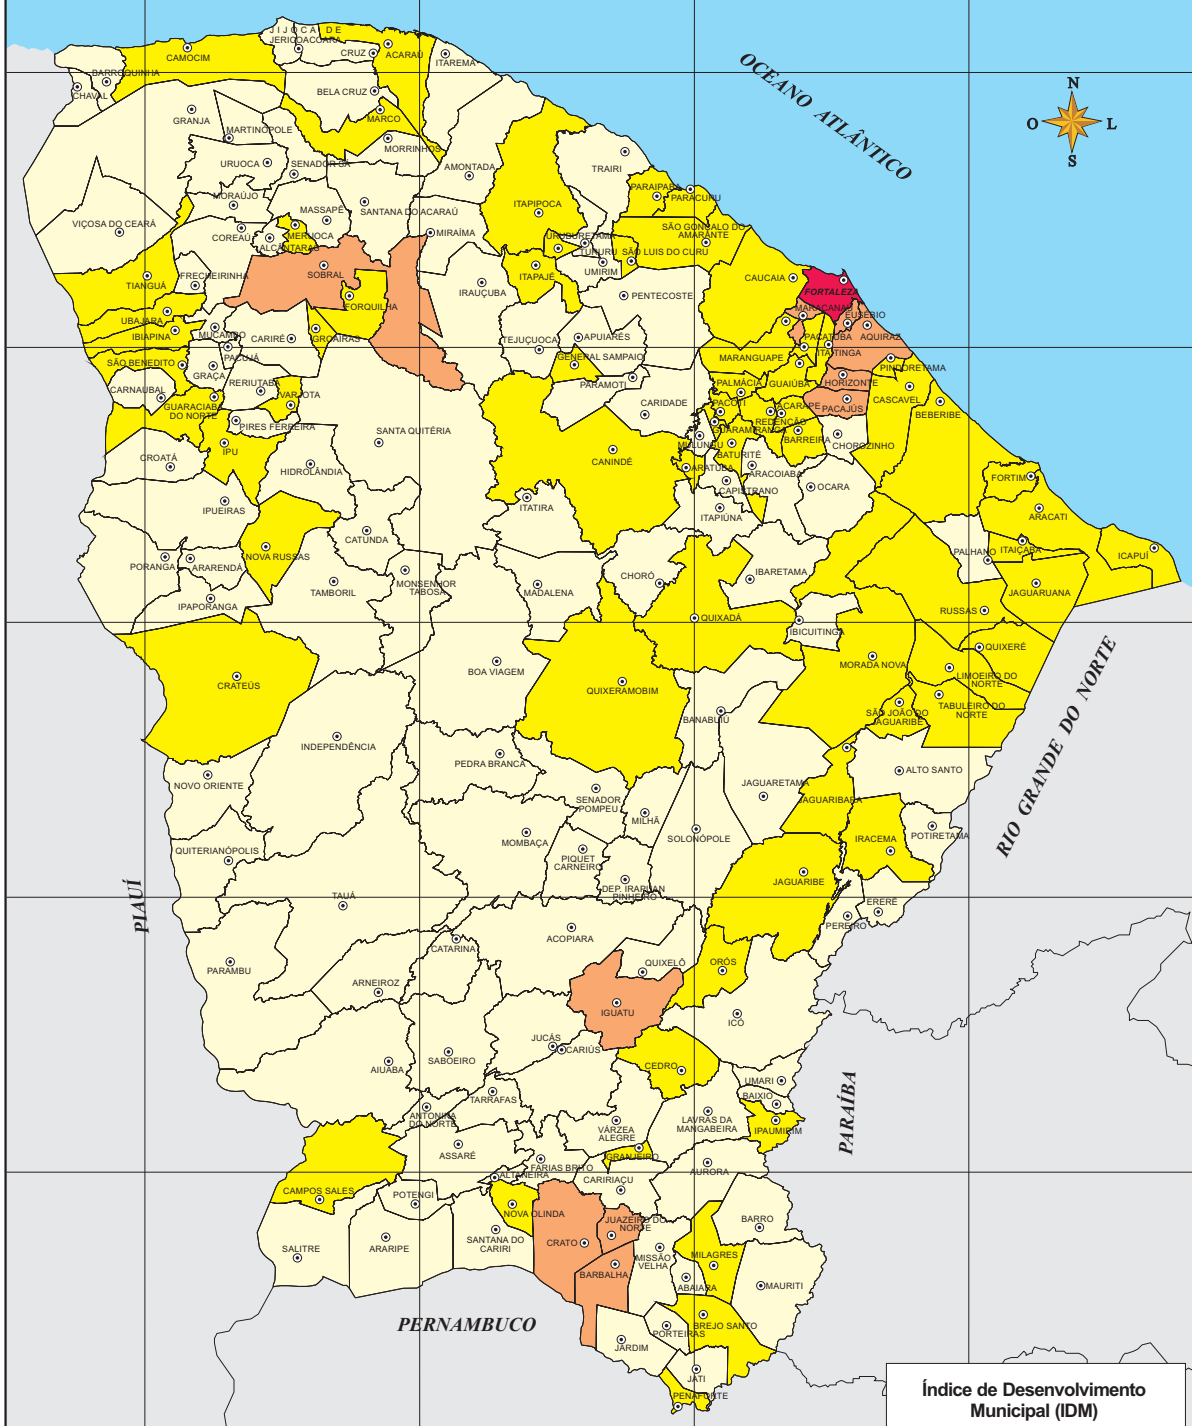 JIJOCA DE
JERICOACOARA
CRUZ
ACARAÚ
ITAREMA
CAMOCIM
BARROQUINHA
CHAVAL
BELA CRUZ
MARCO
OCEANO ATLÂNTICO
N
O
L
S
GRANJA
MARTINÓPOLE
MORRINHOS
URUOCA
SENADOR SÁ
AMONTADA
TRAIRI
MORAÚJO
MASSAPÊ
SANTANA DO ACARAÚ
ITAPIPOCA
PARAIPABA
PARACURU
VIÇOSA DO CEARÁ
COREAÚ
MERUOCA
ALCÂNTARAS
MIRAÍMA
URUBURETAMA
TURURU
SÃO GONÇALO DO
AMARANTE
SÃO LUIS DO CURU
UMIRIM
TIANGUÁ
FRECHEIRINHA
SOBRAL
IRAUÇUBA
ITAPAJÉ
CAUCAIA
FORTALEZA
FORQUILHA
PENTECOSTE
MARACANAÚ
EUSÉBIO
UBAJARA
IBIAPINA
MUCAMBO
CARIRÉ
GROAÍRAS
APUIARÉS
PACATUBA
AQUIRAZ
ITAITINGA
PACUJÁ
TEJUÇUOCA
GENERAL SAMPAIO
MARANGUAPE
PINDORETAMA
SÃO BENEDITO
GRAÇA
RERIUTABA
PARAMOTI
PALMÁCIA
GUAIÚBA
HORIZONTE
CASCAVEL
CARNAUBAL
GUARACIABA
DO NORTE
VARJOTA
CARIDADE
PACOTI
ACARAPE
PACAJÚS
BEBERIBE
REDENÇÃO
GUARAMIRANGA
PIRES FERREIRA
SANTA QUITÉRIA
MULUNGU
BARREIRA
CHOROZINHO
IPU
CANINDÉ
BATURITÉ
CROATÁ
HIDROLÂNDIA
ARATUBA
ARACOIABA
FORTIM
CAPISTRANO
OCARA
IPUEIRAS
ITATIRA
ITAPIÚNA
ARACATI
CATUNDA
NOVA RUSSAS
PORANGA
ARARENDÁ
CHORÓ
IBARETAMA
PALHANO
ITAIÇABA
ICAPUÍ
TAMBORIL
MONSENHOR
TABOSA
MADALENA
JAGUARUANA
IPAPORANGA
QUIXADÁ
IBICUITINGA
RUSSAS
BOA VIAGEM
MORADA NOVA
QUIXERÉ
CRATEÚS
QUIXERAMOBIM
LIMOEIRO DO
NORTE
TABULEIRO DO
NORTE
RIO GRANDE DO NORTE
BANABUIÚ
SÃO JOÃO DO
JAGUARIBE
INDEPENDÊNCIA
PEDRA BRANCA
NOVO ORIENTE
JAGUARETAMA
ALTO SANTO
SENADOR
POMPEU
JAGUARIBARA
MILHÃ
MOMBAÇA
SOLONÓPOLE
IRACEMA
POTIRETAMA
QUITERIANÓPOLIS
PIQUET
CARNEIRO
JAGUARIBE
DEP. IRAPUAN
PINHEIRO
PIAUÍ
TAUÁ
ERERÊ
PEREIRO
ACOPIARA
CATARINA
PARAMBU
QUIXELÔ
ORÓS
ARNEIROZ
IGUATU
ICÓ
JUCÁS
CARIÚS
SABOEIRO
AIUABA
CEDRO
UMARI
BAIXIO
PARAÍBA
TARRAFAS
ANTONINA
DO NORTE
VÁRZEA
ALEGRE
LAVRAS DA
MANGABEIRA
IPAUMIRIM
ASSARÉ
GRANJEIRO
FARIAS BRITO
AURORA
ALTANEIRA
CARIRIAÇU
CAMPOS SALES
POTENGI
NOVA OLINDA
JUAZEIRO DO
NORTE
BARRO
SANTANA DO
CARIRI
CRATO
SALITRE
ARARIPE
MISSÃO
VELHA
MILAGRES
BARBALHA
ABAIARA
MAURITI
PERNAMBUCO
BREJO SANTO
PORTEIRAS
JARDIM
JATI
PENAFORTE
Índice de Desenvolvimento
Municipal (IDM)